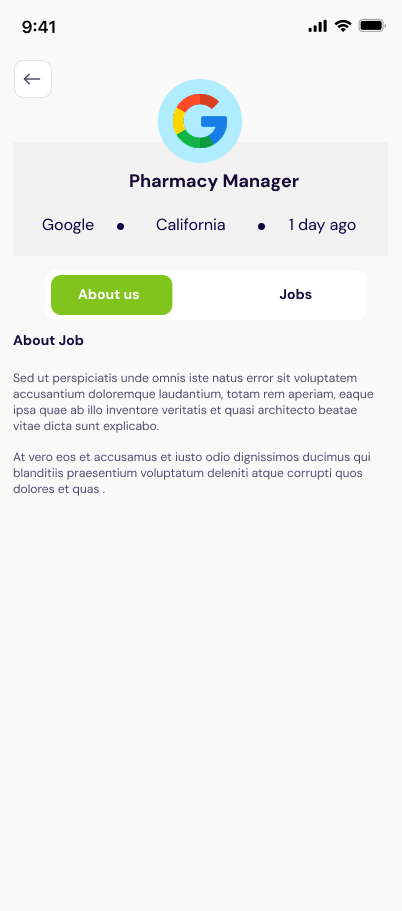 9:41
Pharmacy Manager
Google • California • 1 day ago
About us Jobs
About Job
Sed ut perspiciatis unde omnis iste natus error sit voluptatem
accusantium doloremque laudantium, totam rem aperiam, eaque
ipsa quae ab illo inventore veritatis et quasi architecto beatae
vitae dicta sunt explicabo.
At vero eos et accusamus et iusto odio dignissimos ducimus qui
blanditiis praesentium voluptatum deleniti atque corrupti quos
dolores et quas .